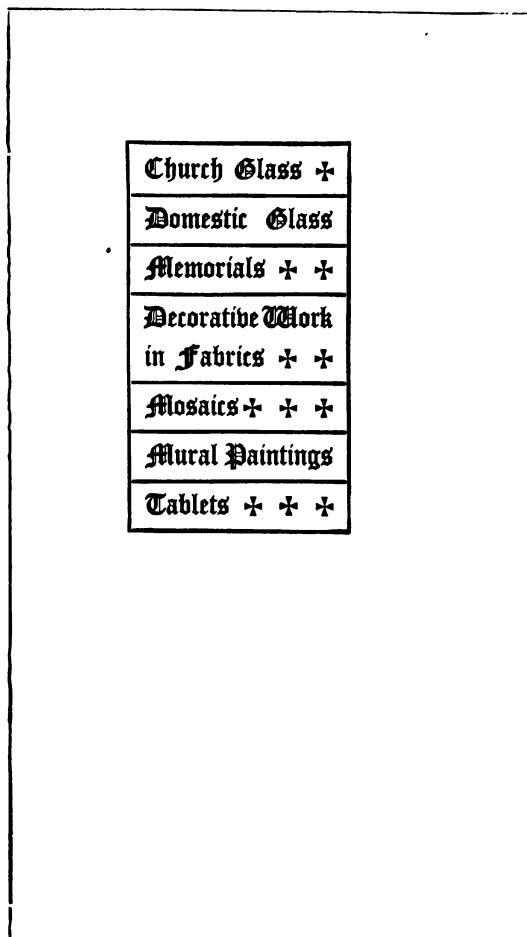 Church Glass ✠
Domestic Glass
Memorials ✠ ✠
Decorative Work
in Fabrics ✠ ✠
Mosaics ✠ ✠ ✠
Mural Paintings
Tablets ✠ ✠ ✠